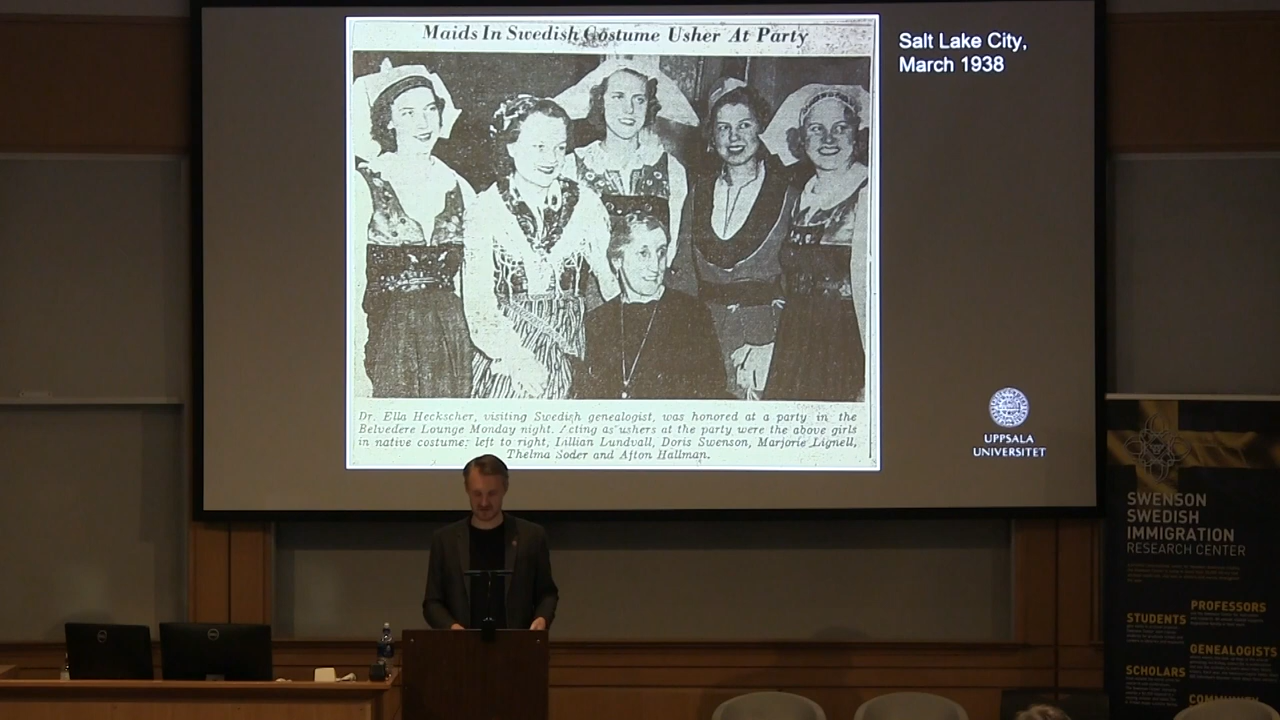 Maids In Swedish Costume Usher At Party
Salt Lake City,
March 1938
Dr. Ella Heckscher, visiting Swedish genealogist, was honored at a party in the
Belvedere Lounge Monday night. Acting as ushers at the party were the above girls
in native costume: left to right, Lillian Lundvall, Doris Swenson, Marjorie Lignell,
Thelma Soder and Afton Hallman.
UPPSALA
UNIVERSITET
SWENSON
SWEDISH
IMMIGRATION
RESEARCH CENTER
PROFESSORS
STUDENTS
GENEALOGISTS
SCHOLARS
COMMUNITY